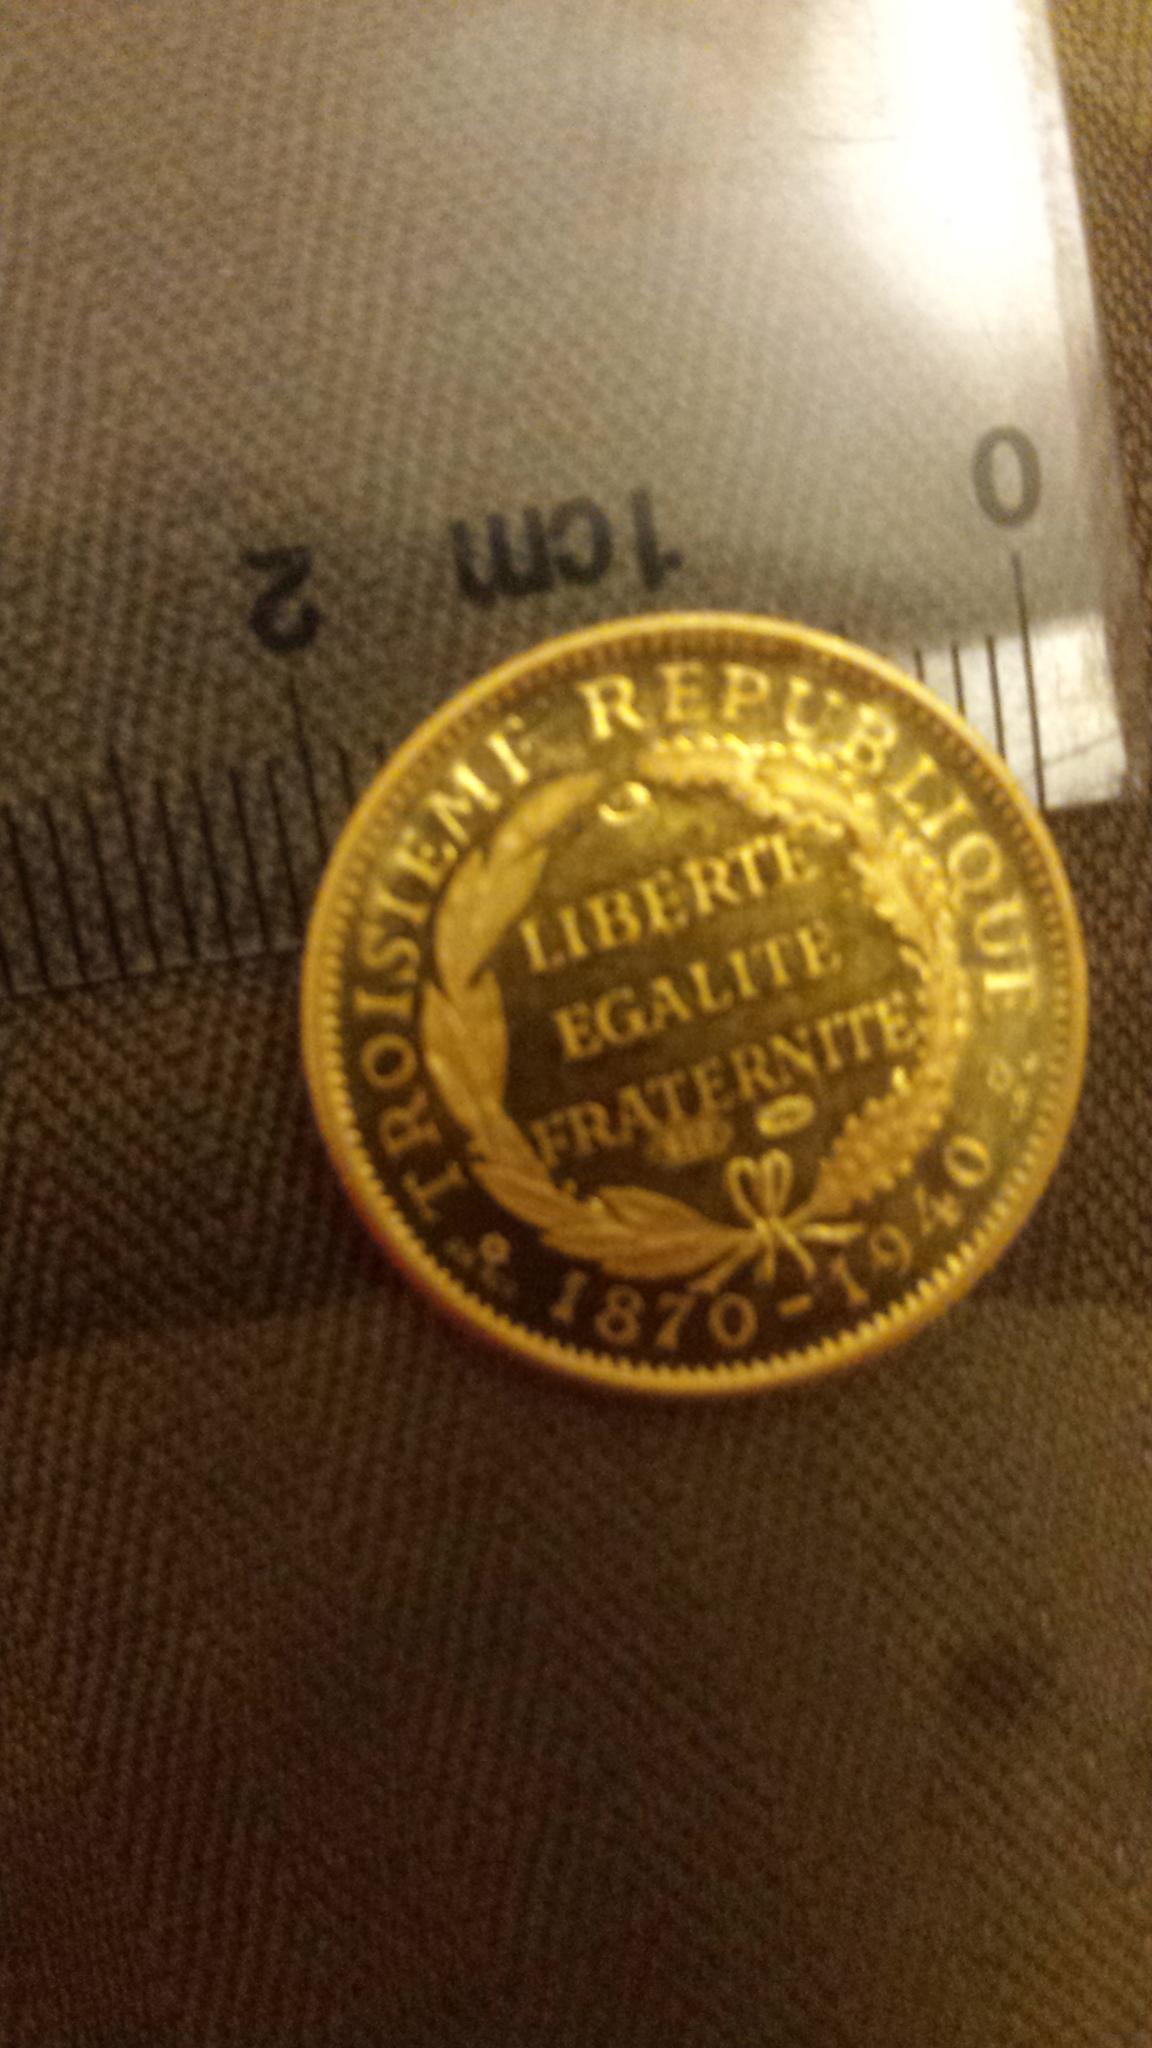 0
1cm
2
TROISIEME REPUBLIQUE
LIBERTE
EGALITE
FRATERNITE
1870-1940